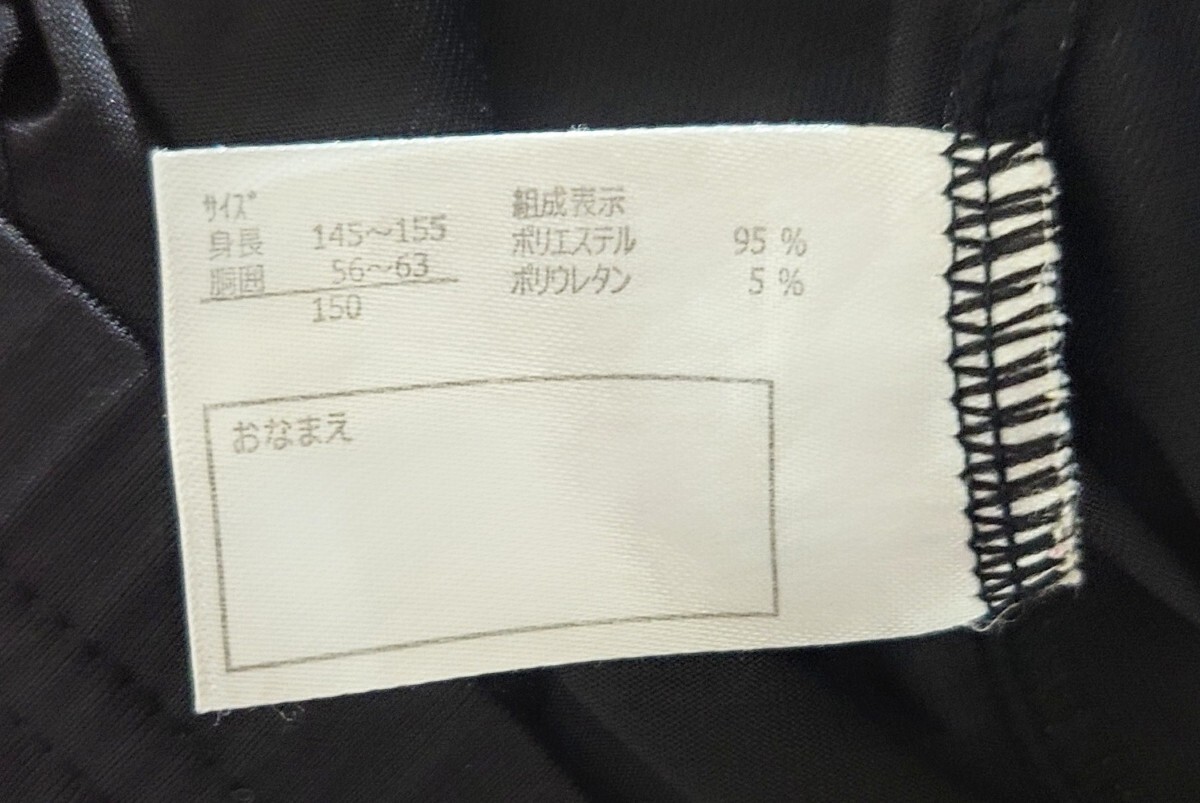 サイズ
身長 145～155
胴囲 56～63
150
組成表示
ポリエステル 95 %
ポリウレタン 5 %
おなまえ